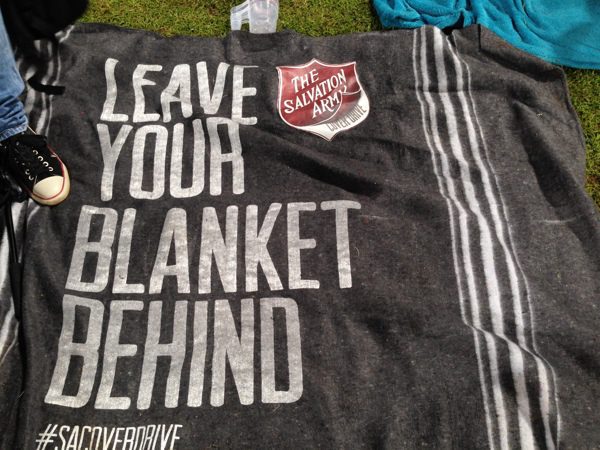 LEAVE
YOUR
BLANKET
BEHIND
#SACOVERDRIVE
THE
SALVATION
ARMY
COVER DRIVE